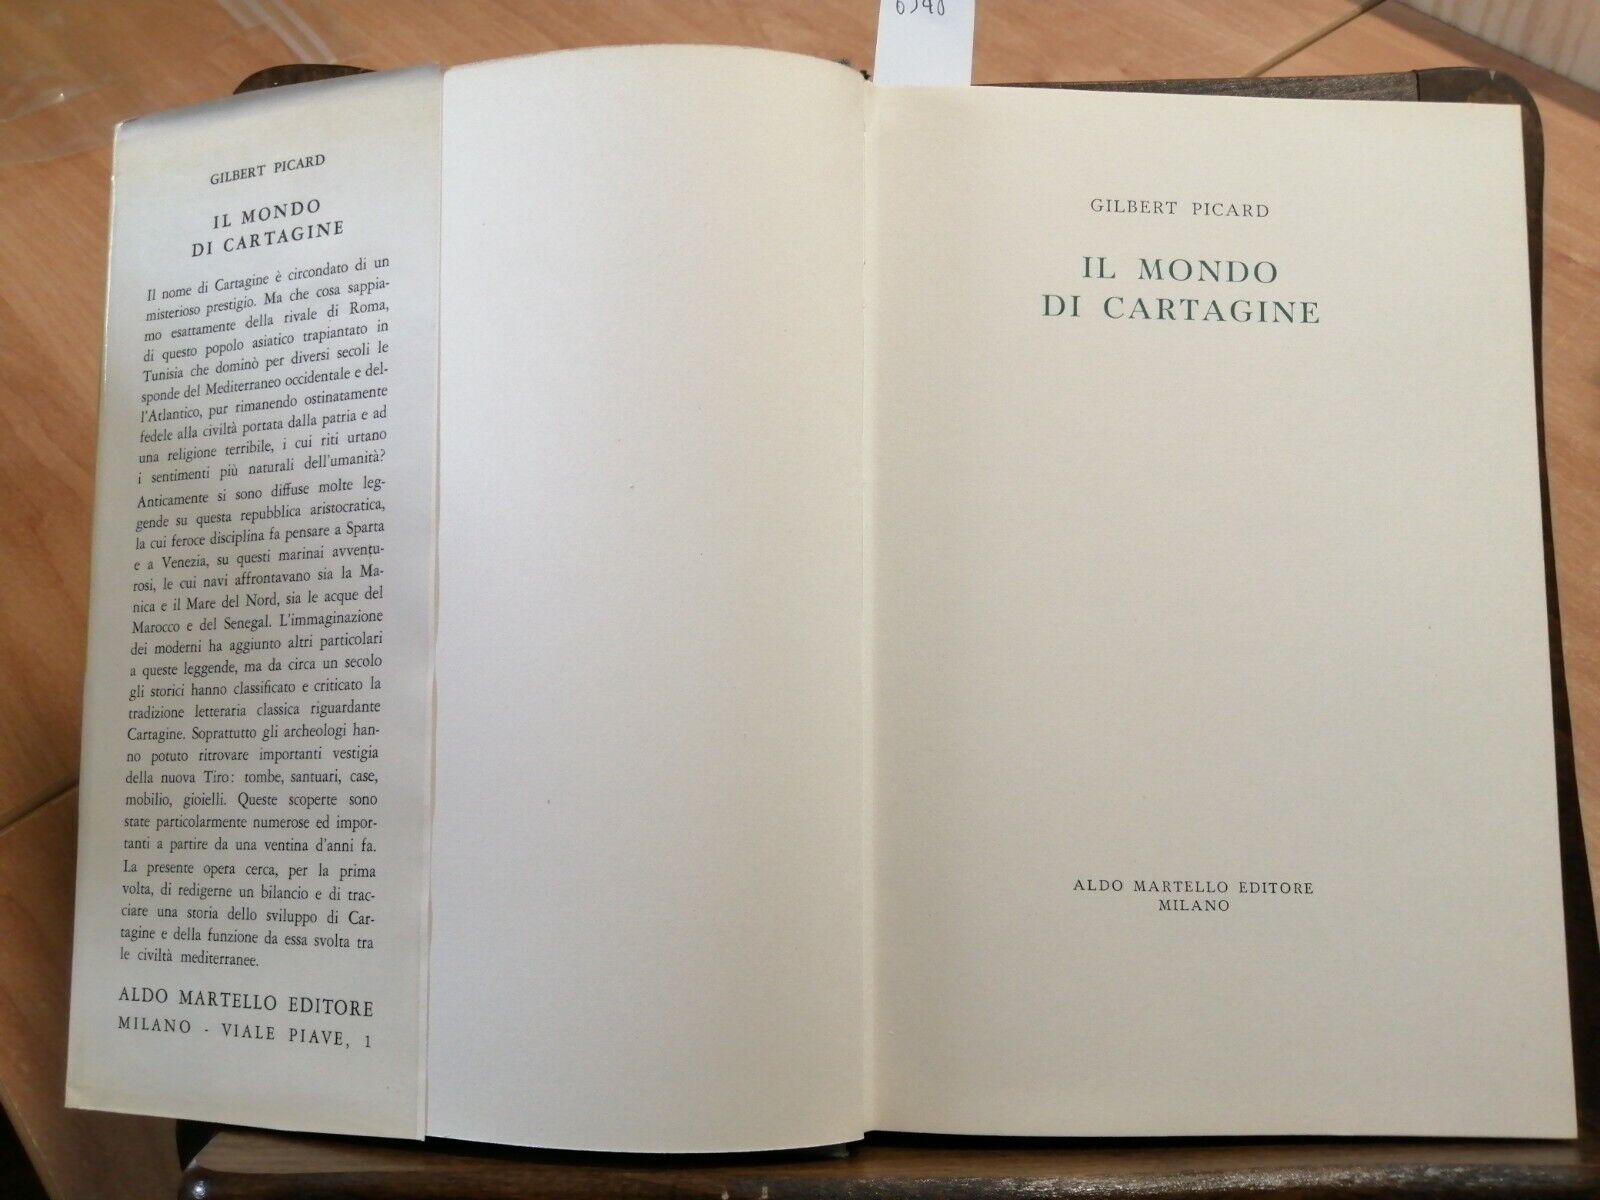 GILBERT PICARD
IL MONDO
DI CARTAGINE
Il nome di Cartagine è circondato di un
misterioso prestigio. Ma che cosa sappia-
mo esattamente della rivale di Roma,
di questo popolo asiatico trapiantato in
Tunisia che dominò per diversi secoli le
sponde del Mediterraneo occidentale e del-
l'Atlantico, pur rimanendo ostinatamente
fedele alla civiltà portata dalla patria e ad
una religione terribile, i cui riti urtano
i sentimenti più naturali dell'umanità?
Anticamente si sono diffuse molte leg-
gende su questa repubblica aristocratica,
la cui feroce disciplina fa pensare a Sparta
e a Venezia, su questi marinai avventu-
rosi, le cui navi affrontavano sia la Ma-
nica e il Mare del Nord, sia le acque del
Marocco e del Senegal. L'immaginazione
dei moderni ha aggiunto altri particolari
a queste leggende, ma da circa un secolo
gli storici hanno classificato e criticato la
tradizione letteraria classica riguardante
Cartagine. Soprattutto gli archeologi han-
no potuto ritrovare importanti vestigia
della nuova Tiro: tombe, santuari, case,
mobilio, gioielli. Queste scoperte sono
state particolarmente numerose ed impor-
tanti a partire da una ventina d'anni fa.
La presente opera cerca, per la prima
volta, di redigerne un bilancio e di trac-
ciare una storia dello sviluppo di Car-
tagine e della funzione da essa svolta tra
le civiltà mediterranee.
ALDO MARTELLO EDITORE
MILANO - VIALE PIAVE, 1
GILBERT PICARD
IL MONDO
DI CARTAGINE
ALDO MARTELLO EDITORE
MILANO